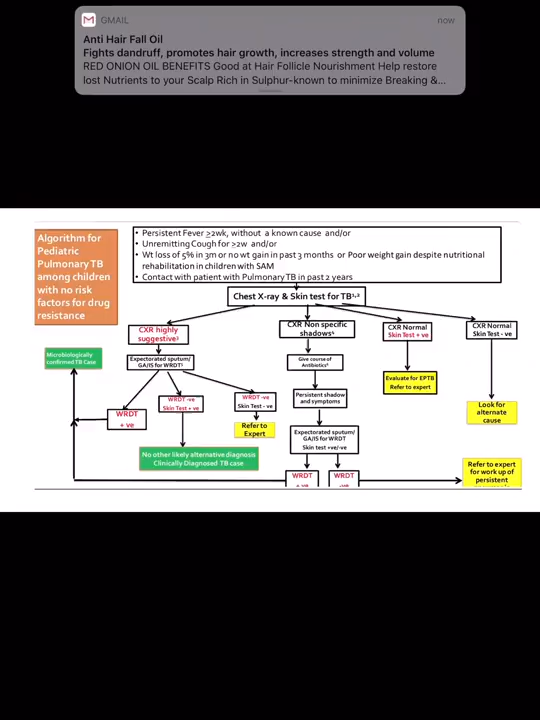 GMAIL
now
Anti Hair Fall Oil
Fights dandruff, promotes hair growth, increases strength and volume
RED ONION OIL BENEFITS Good at Hair Follicle Nourishment Help restore
lost Nutrients to your Scalp Rich in Sulphur-known to minimize Breaking &...
Algorithm for
Pediatric
Pulmonary TB
among children
with no risk
factors for drug
resistance
• Persistent Fever >2wk, without a known cause and/or
• Unremitting Cough for >2w and/or
• Wt loss of 5% in 3m or no wt gain in past 3 months or Poor weight gain despite nutritional
rehabilitation in children with SAM
• Contact with patient with Pulmonary TB in past 2 years
Chest X-ray & Skin test for TB1,2
CXR highly
suggestive3
CXR Non specific
shadows4
CXR Normal
Skin Test + ve
CXR Normal
Skin Test - ve
Microbiologically
confirmed TB Case
Expectorated sputum/
GA/IS for WRDT5
Give course of
Antibiotics6
Evaluate for EPTB
Refer to expert
WRDT
+ ve
WRDT -ve
Skin Test + ve
WRDT -ve
Skin Test - ve
Persistent shadow
and symptoms
Look for
alternate
cause
Refer to
Expert
Expectorated sputum/
GA/IS for WRDT
Skin test +ve/-ve
No other likely alternative diagnosis
Clinically Diagnosed TB case
WRDT
+ ve
WRDT
-ve
Refer to expert
for work up of
persistent